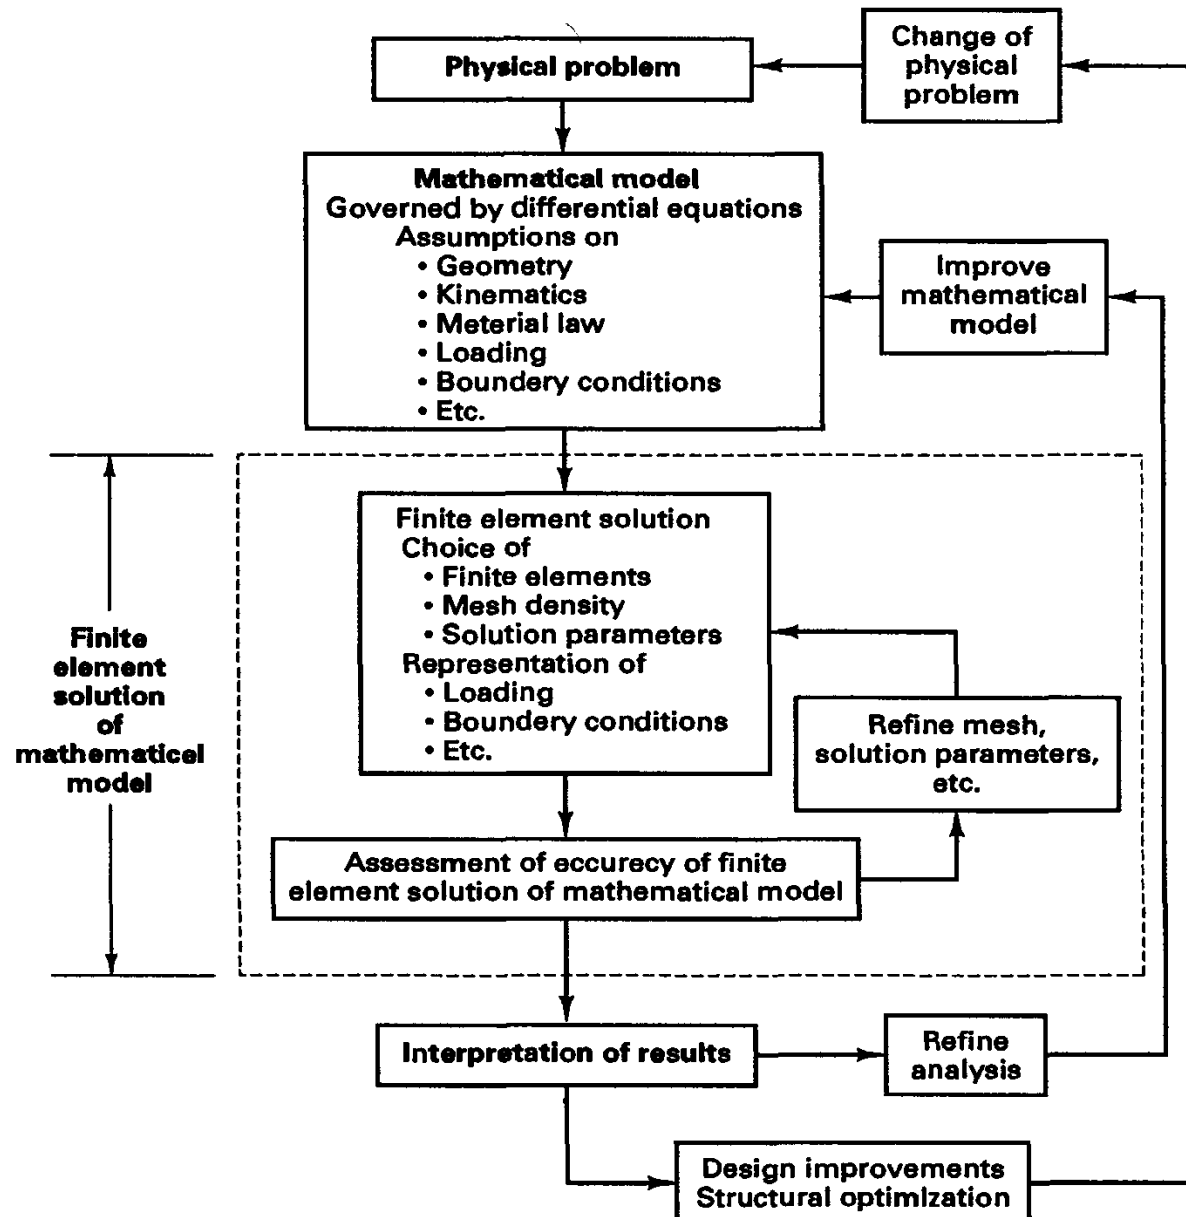 Physical problem
Change of
physical
problem
Mathematical model
Governed by differential equations
Assumptions on
• Geometry
• Kinematics
• Meterial law
• Loading
• Boundery conditions
• Etc.
Improve
mathematical
model
Finite
element
solution
of
mathematicel
model
Finite element solution
Choice of
• Finite elements
• Mesh density
• Solution parameters
Representation of
• Loading
• Boundery conditions
• Etc.
Refine mesh,
solution parameters,
etc.
Assessment of eccurecy of finite
element solution of mathematical model
Interpretation of results
Refine
analysis
Design improvements
Structural optimization